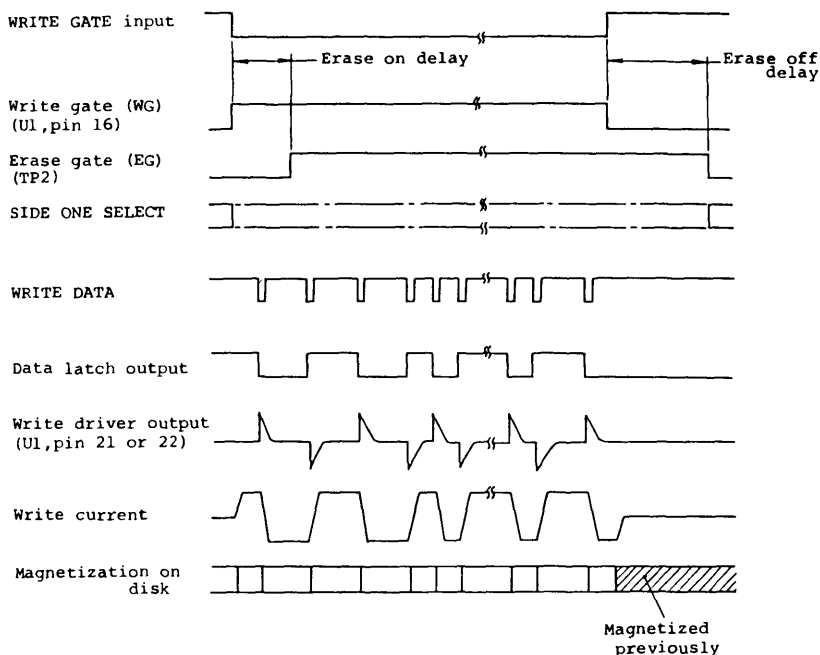 WRITE GATE input
Erase on delay
Erase off
delay
Write gate (WG)
(U1,pin 16)
Erase gate (EG)
(TP2)
SIDE ONE SELECT
WRITE DATA
Data latch output
Write driver output
(U1,pin 21 or 22)
Write current
Magnetization on
disk
Magnetized
previously